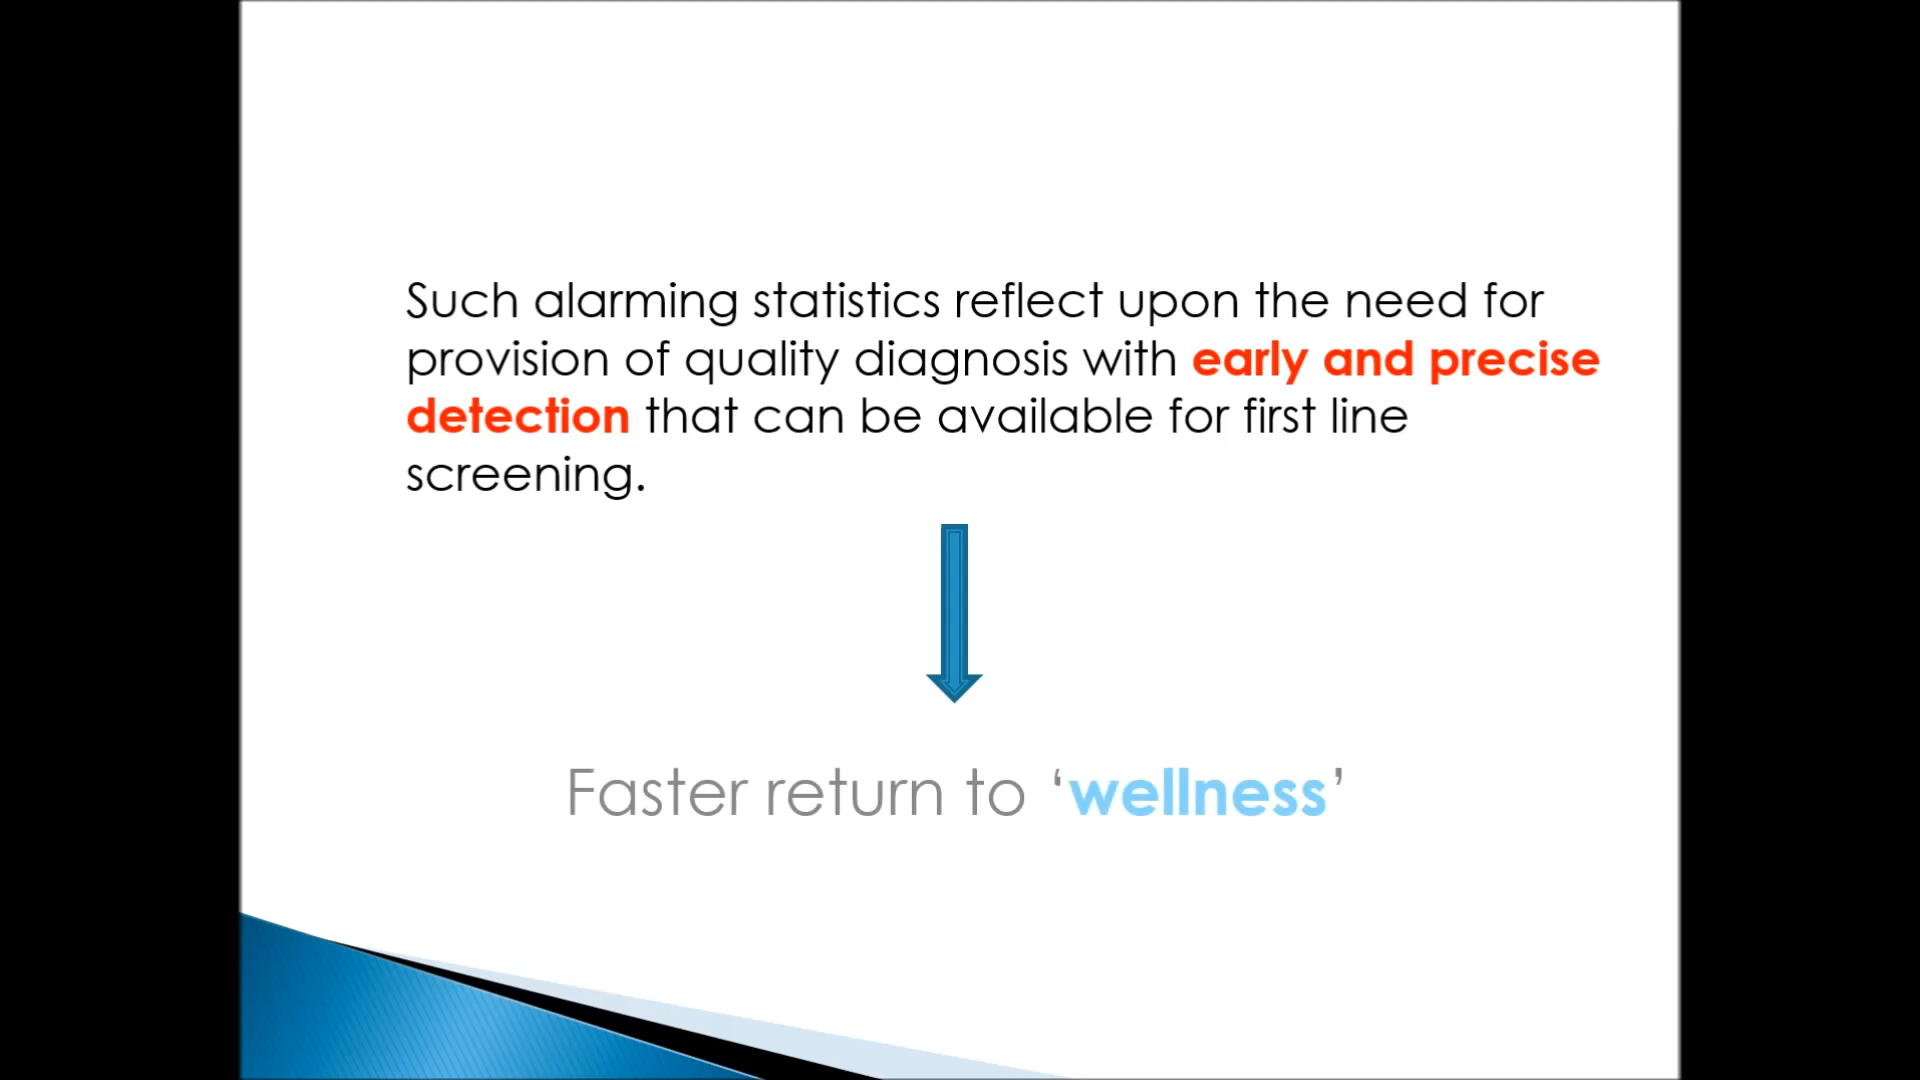 Such alarming statistics reflect upon the need for
provision of quality diagnosis with early and precise
detection that can be available for first line
screening.
Faster return to ‘wellness’